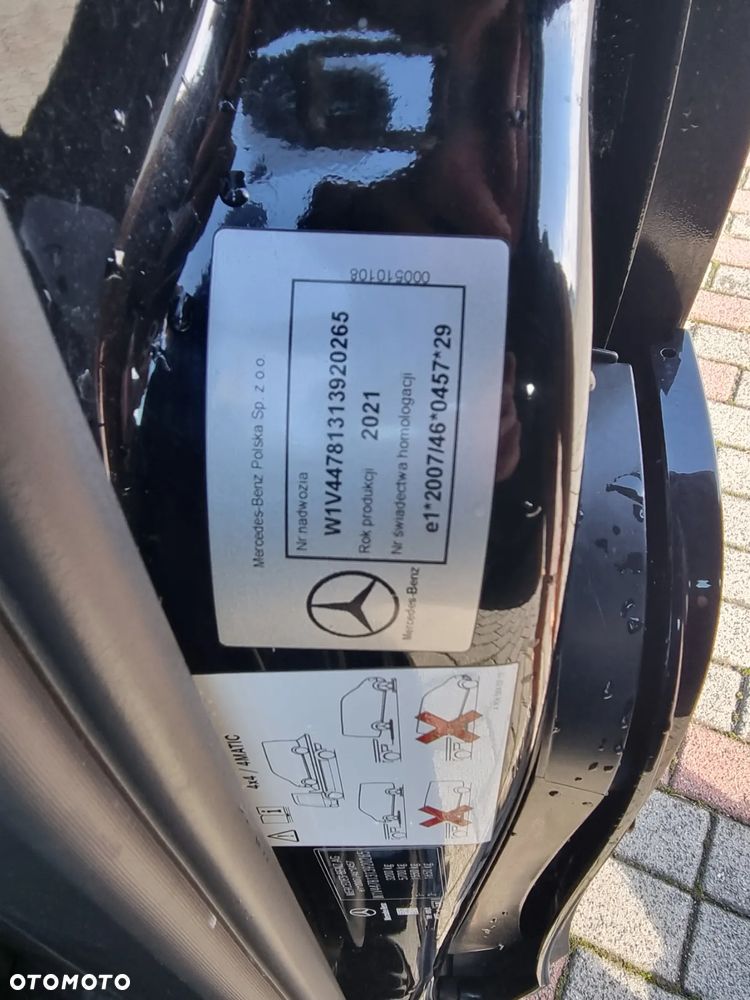 000510108
Mercedes-Benz Polska Sp. z o.o.
Nr nadwozia
W1V44781313920265
Rok produkcji 2021
Nr świadectwa homologacji
e1*2007/46*0457*29
Mercedes-Benz
4x4 / 4MATIC
OTOMOTO